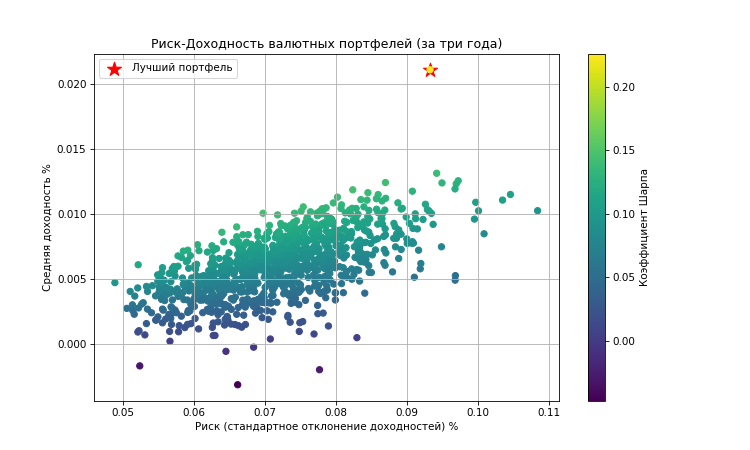 Риск-Доходность валютных портфелей (за три года)
Лучший портфель
Средняя доходность %
0.020
0.015
0.010
0.005
0.000
0.05 0.06 0.07 0.08 0.09 0.10 0.11
Риск (стандартное отклонение доходностей) %
0.20
0.15
0.10
0.05
0.00
Коэффициент Шарпа